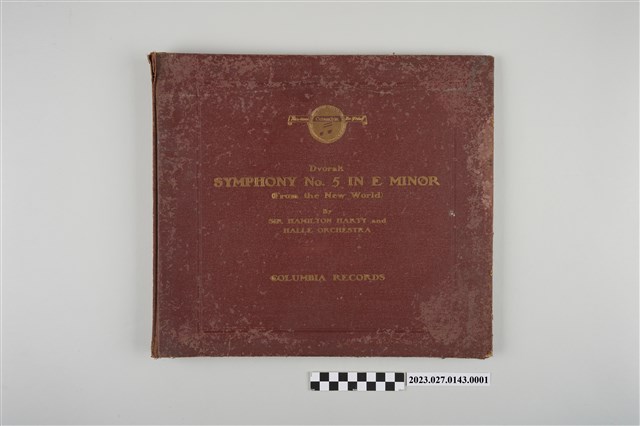 Dvorak
SYMPHONY No. 5 IN E MINOR
(From the New World)
By
SIR HAMILTON HARTY and
HALLE ORCHESTRA
COLUMBIA RECORDS
2023.027.0143.0001